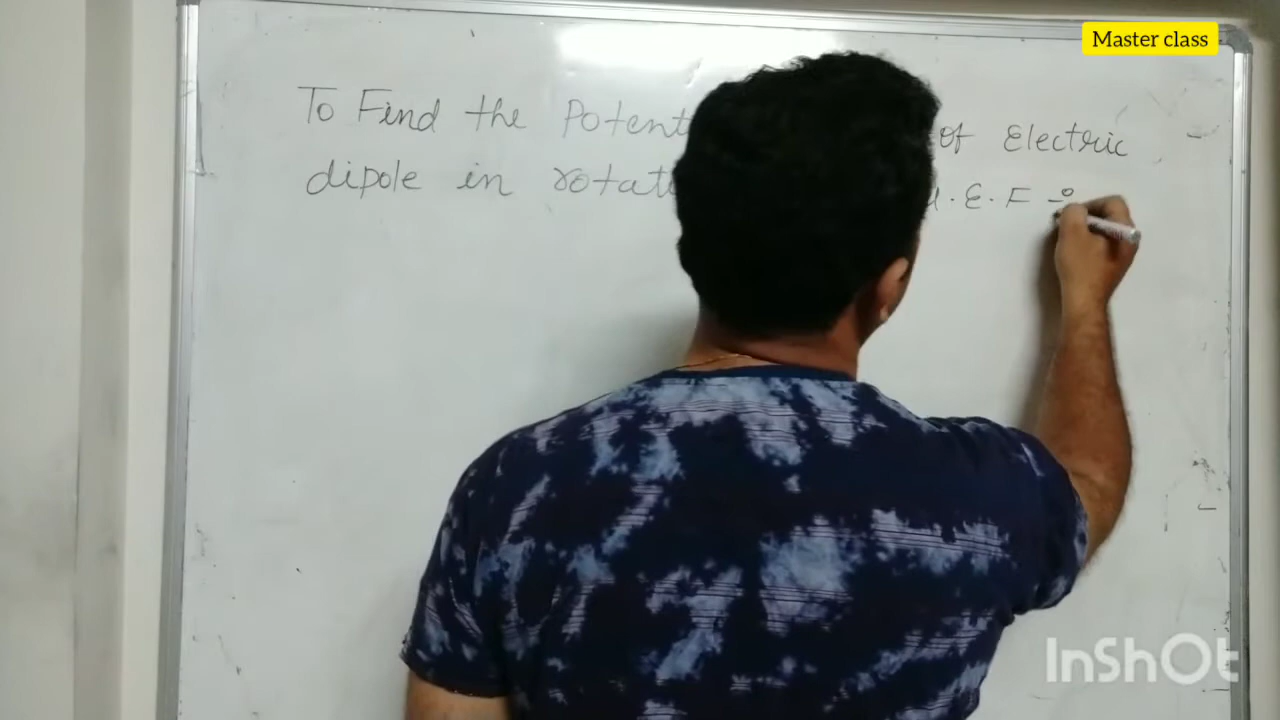 Master class
To Find the Potent of Electric
dipole in rotat .E.F
InShOt